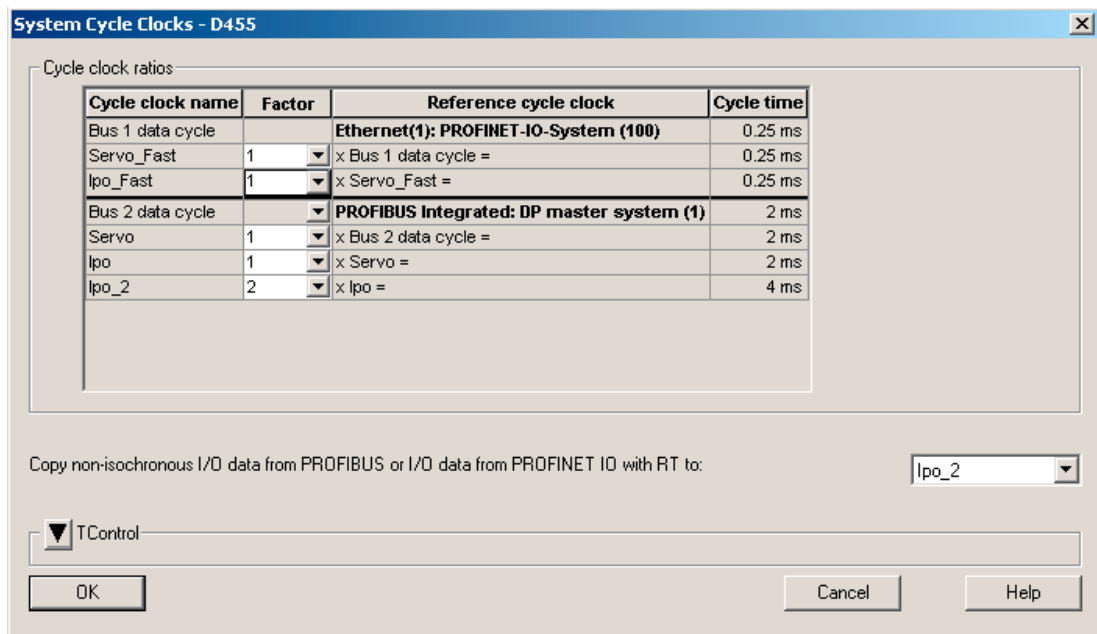 System Cycle Clocks - D455
Cycle clock ratios
Cycle clock name Factor Reference cycle clock Cycle time
Bus 1 data cycle Ethernet(1): PROFINET-IO-System (100) 0.25 ms
Servo_Fast 1 x Bus 1 data cycle = 0.25 ms
Ipo_Fast 1 x Servo_Fast = 0.25 ms
Bus 2 data cycle PROFIBUS Integrated: DP master system (1) 2 ms
Servo 1 x Bus 2 data cycle = 2 ms
Ipo 1 x Servo = 2 ms
Ipo_2 2 x Ipo = 4 ms
Copy non-isochronous I/O data from PROFIBUS or I/O data from PROFINET IO with RT to: Ipo_2
TControl
OK Cancel Help